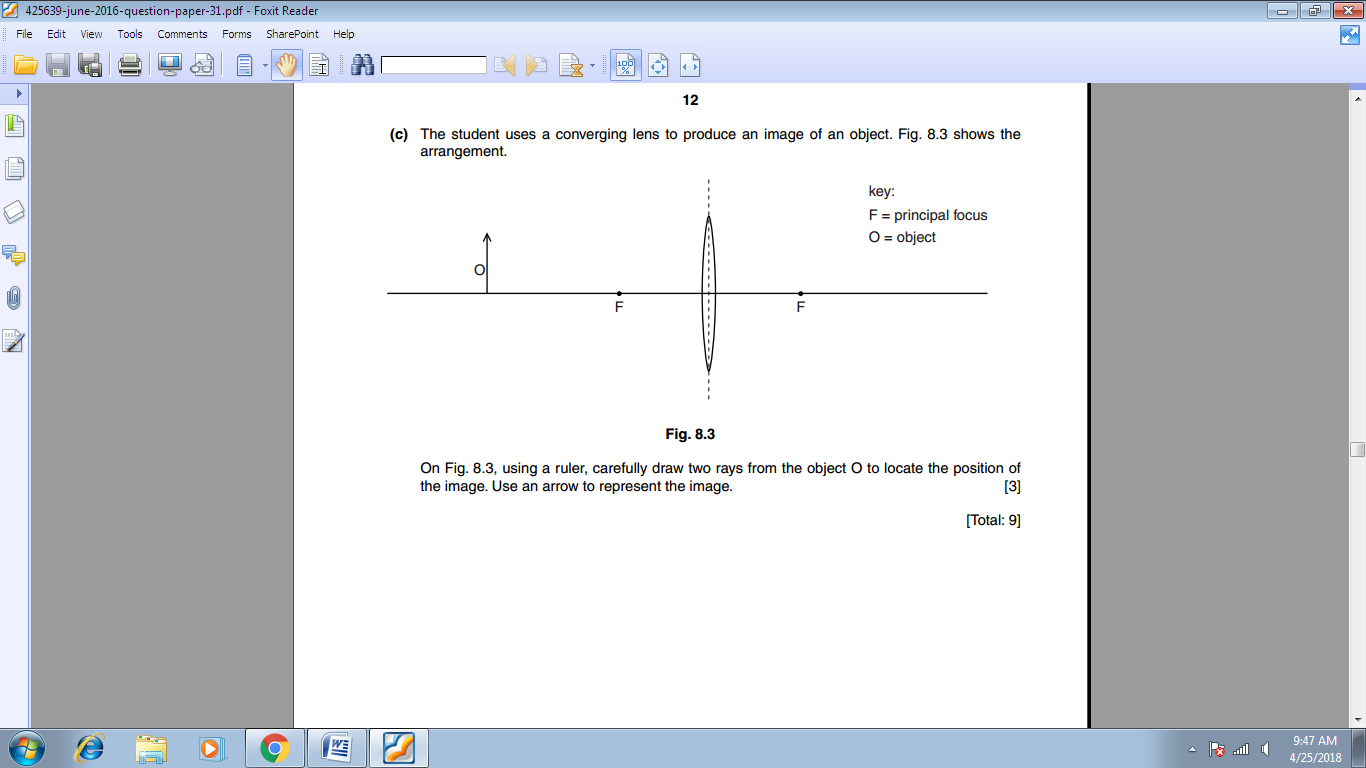 425639-june-2016-question-paper-31.pdf - Foxit Reader
File Edit View Tools Comments Forms SharePoint Help
12
(c) The student uses a converging lens to produce an image of an object. Fig. 8.3 shows the
arrangement.
key:
F = principal focus
O = object
O
F F
Fig. 8.3
On Fig. 8.3, using a ruler, carefully draw two rays from the object O to locate the position of
the image. Use an arrow to represent the image. [3]
[Total: 9]
9:47 AM
4/25/2018